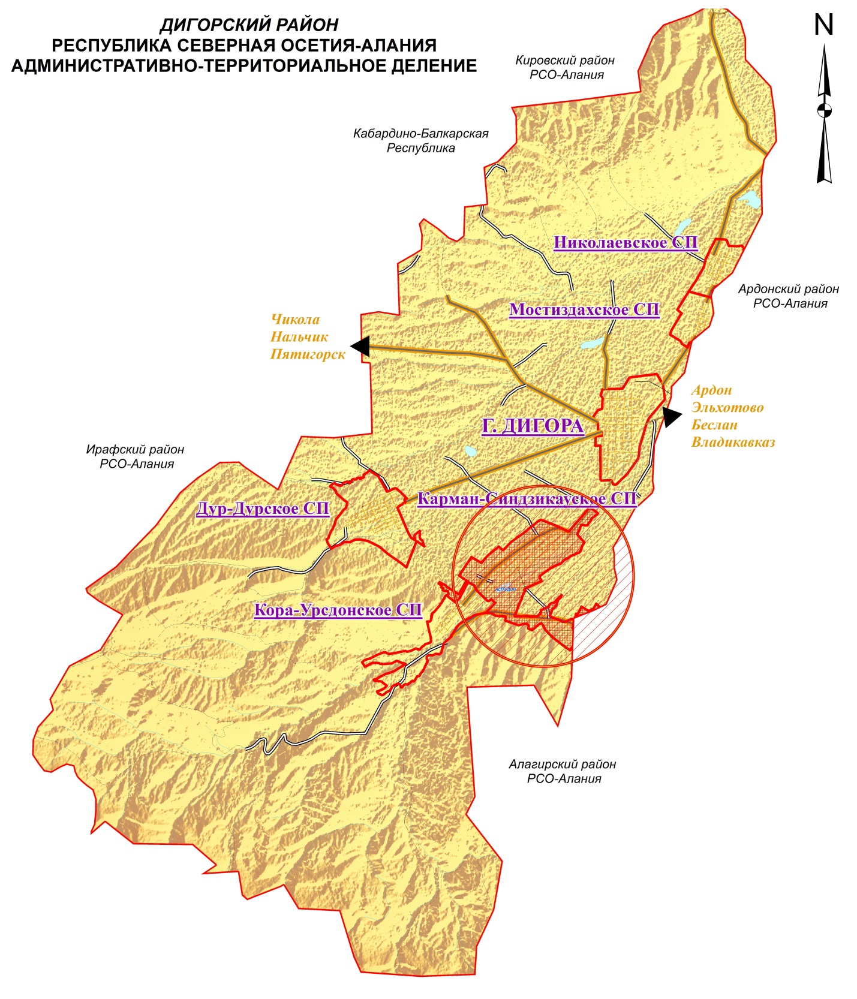 ДИГОРСКИЙ РАЙОН
РЕСПУБЛИКА СЕВЕРНАЯ ОСЕТИЯ-АЛАНИЯ
АДМИНИСТРАТИВНО-ТЕРРИТОРИАЛЬНОЕ ДЕЛЕНИЕ
N
Кировский район
РСО-Алания
Кабардино-Балкарская
Республика
Николаевское СП
Ардонский район
РСО-Алания
Мостиздахское СП
Чикола
Нальчик
Пятигорск
Ардон
Эльхотово
Беслан
Владикавказ
Г. ДИГОРА
Ирафский район
РСО-Алания
Карман-Синдзикауское СП
Дур-Дурское СП
Кора-Урсдонское СП
Алагирский район
РСО-Алания